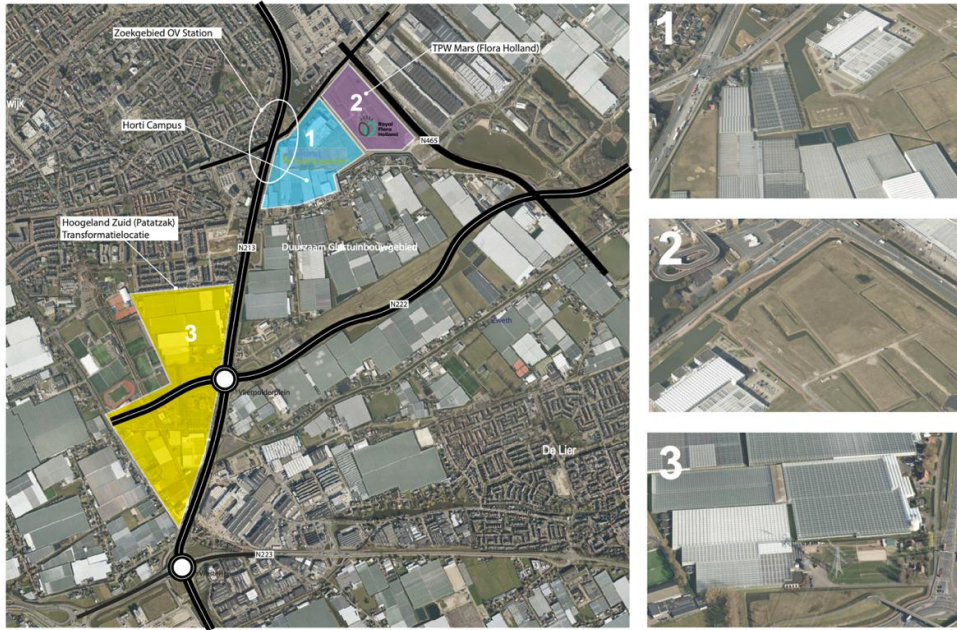 Zoekgebied OV Station
TPW Mars (Flora Holland)
wijk
2
1
Royal
Flora
Holland
Horti Campus
N465
Hoogeland Zuid (Patatzak)
Transformatielocatie
N213
Duurzaam Glastuinbouwgebied
N222
Zweth
3
De Lier
N223
1
2
3